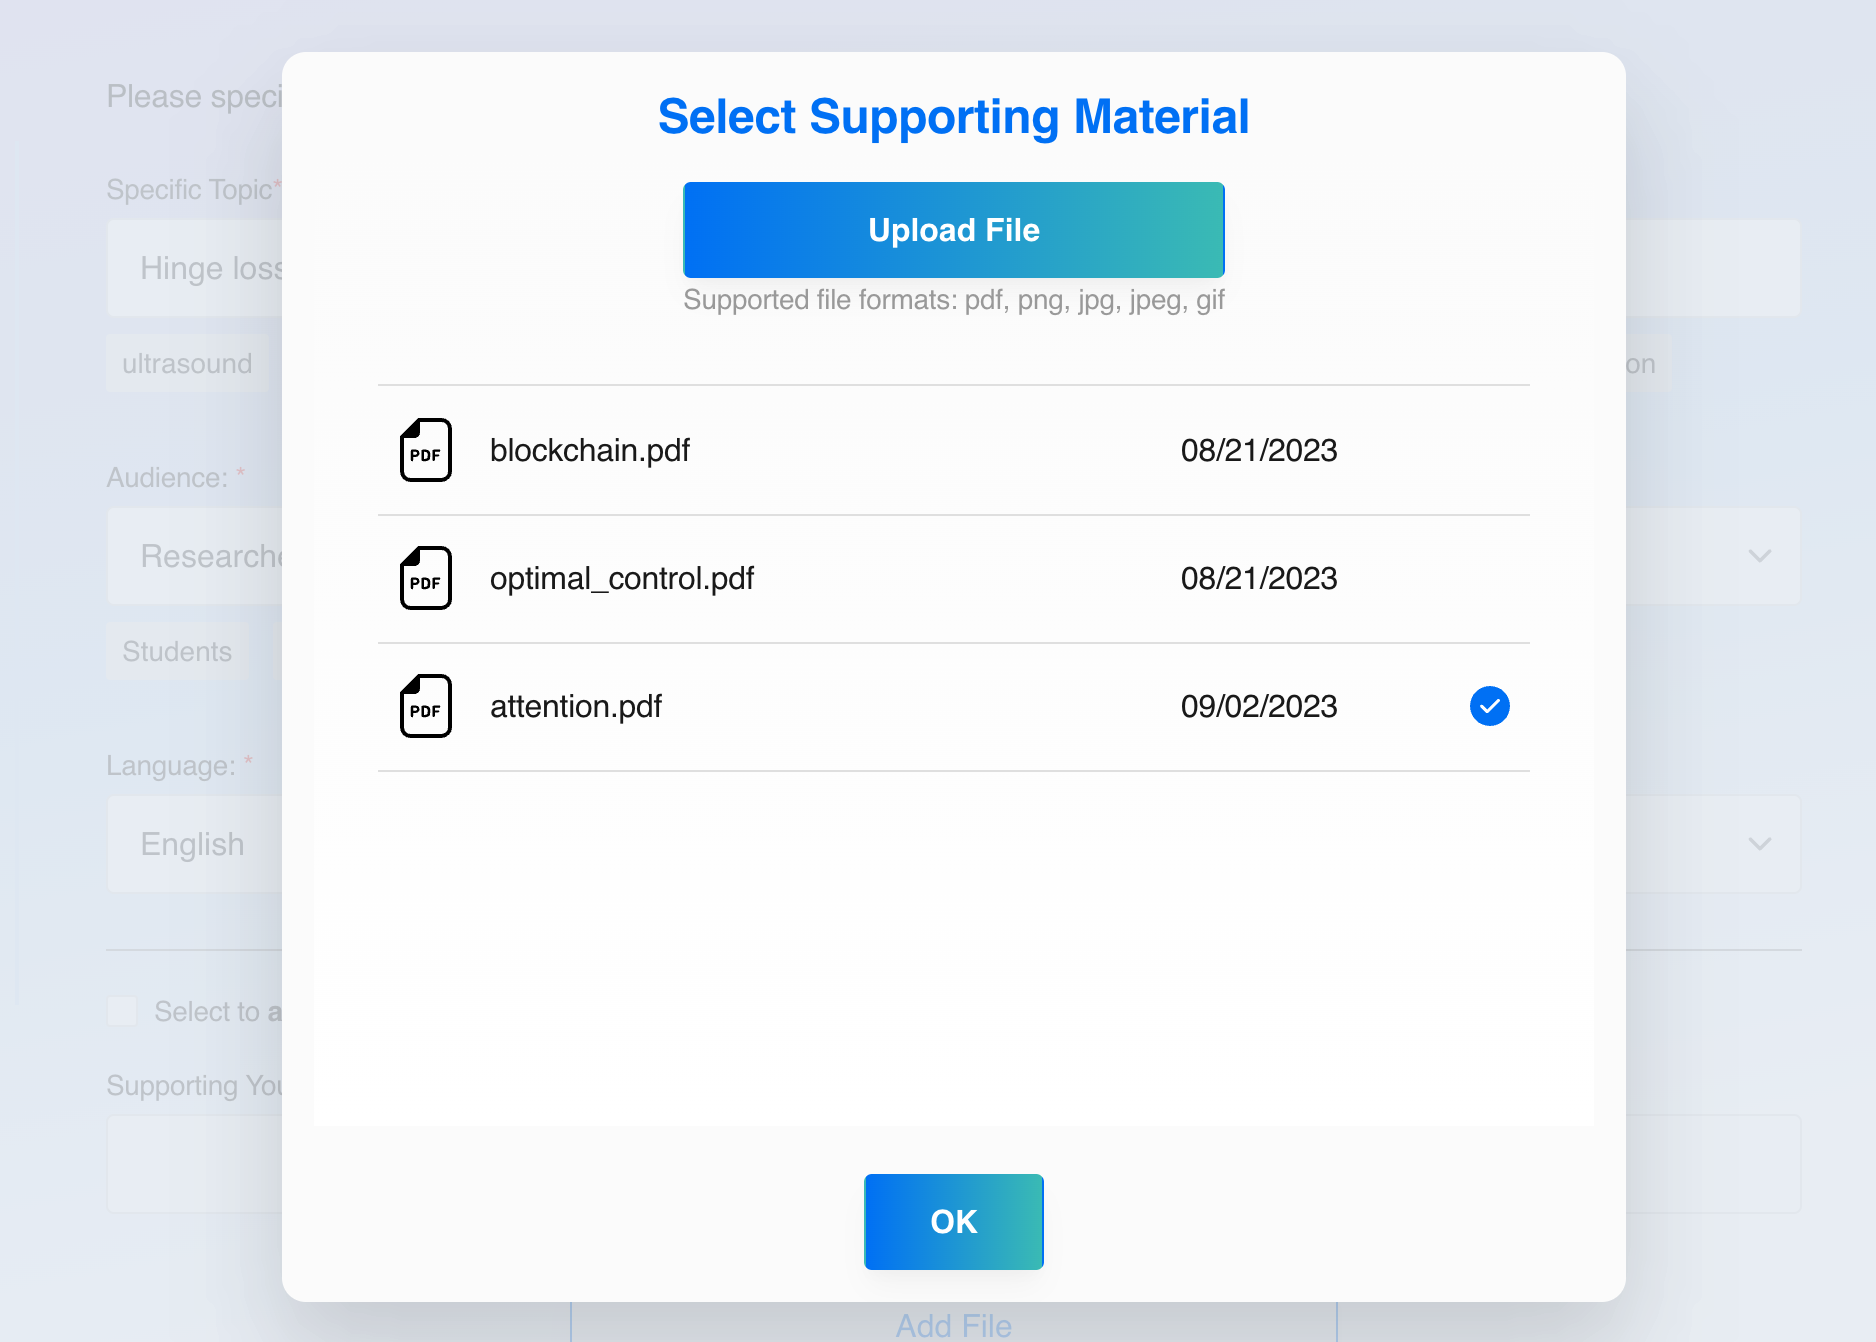 Select Supporting Material
Upload File
Supported file formats: pdf, png, jpg, jpeg, gif
PDF blockchain.pdf 08/21/2023
PDF optimal_control.pdf 08/21/2023
PDF attention.pdf 09/02/2023
OK
Please speci
Specific Topic*
Hinge loss
ultrasound
on
Audience: *
Researche
Students
Language: *
English
Select to a
Supporting You
Add File